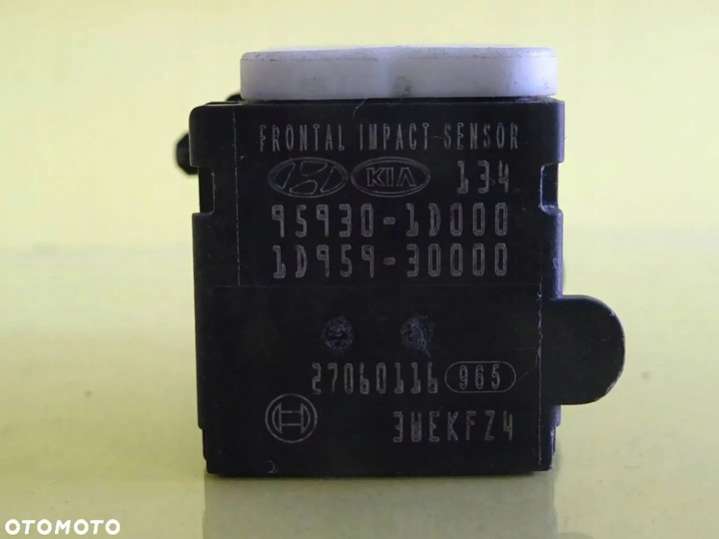 FRONTAL IMPACT SENSOR
KIA 134
95930-1D000
1D959-30000
27060116 965
3WEKFZ4
OTOMOTO